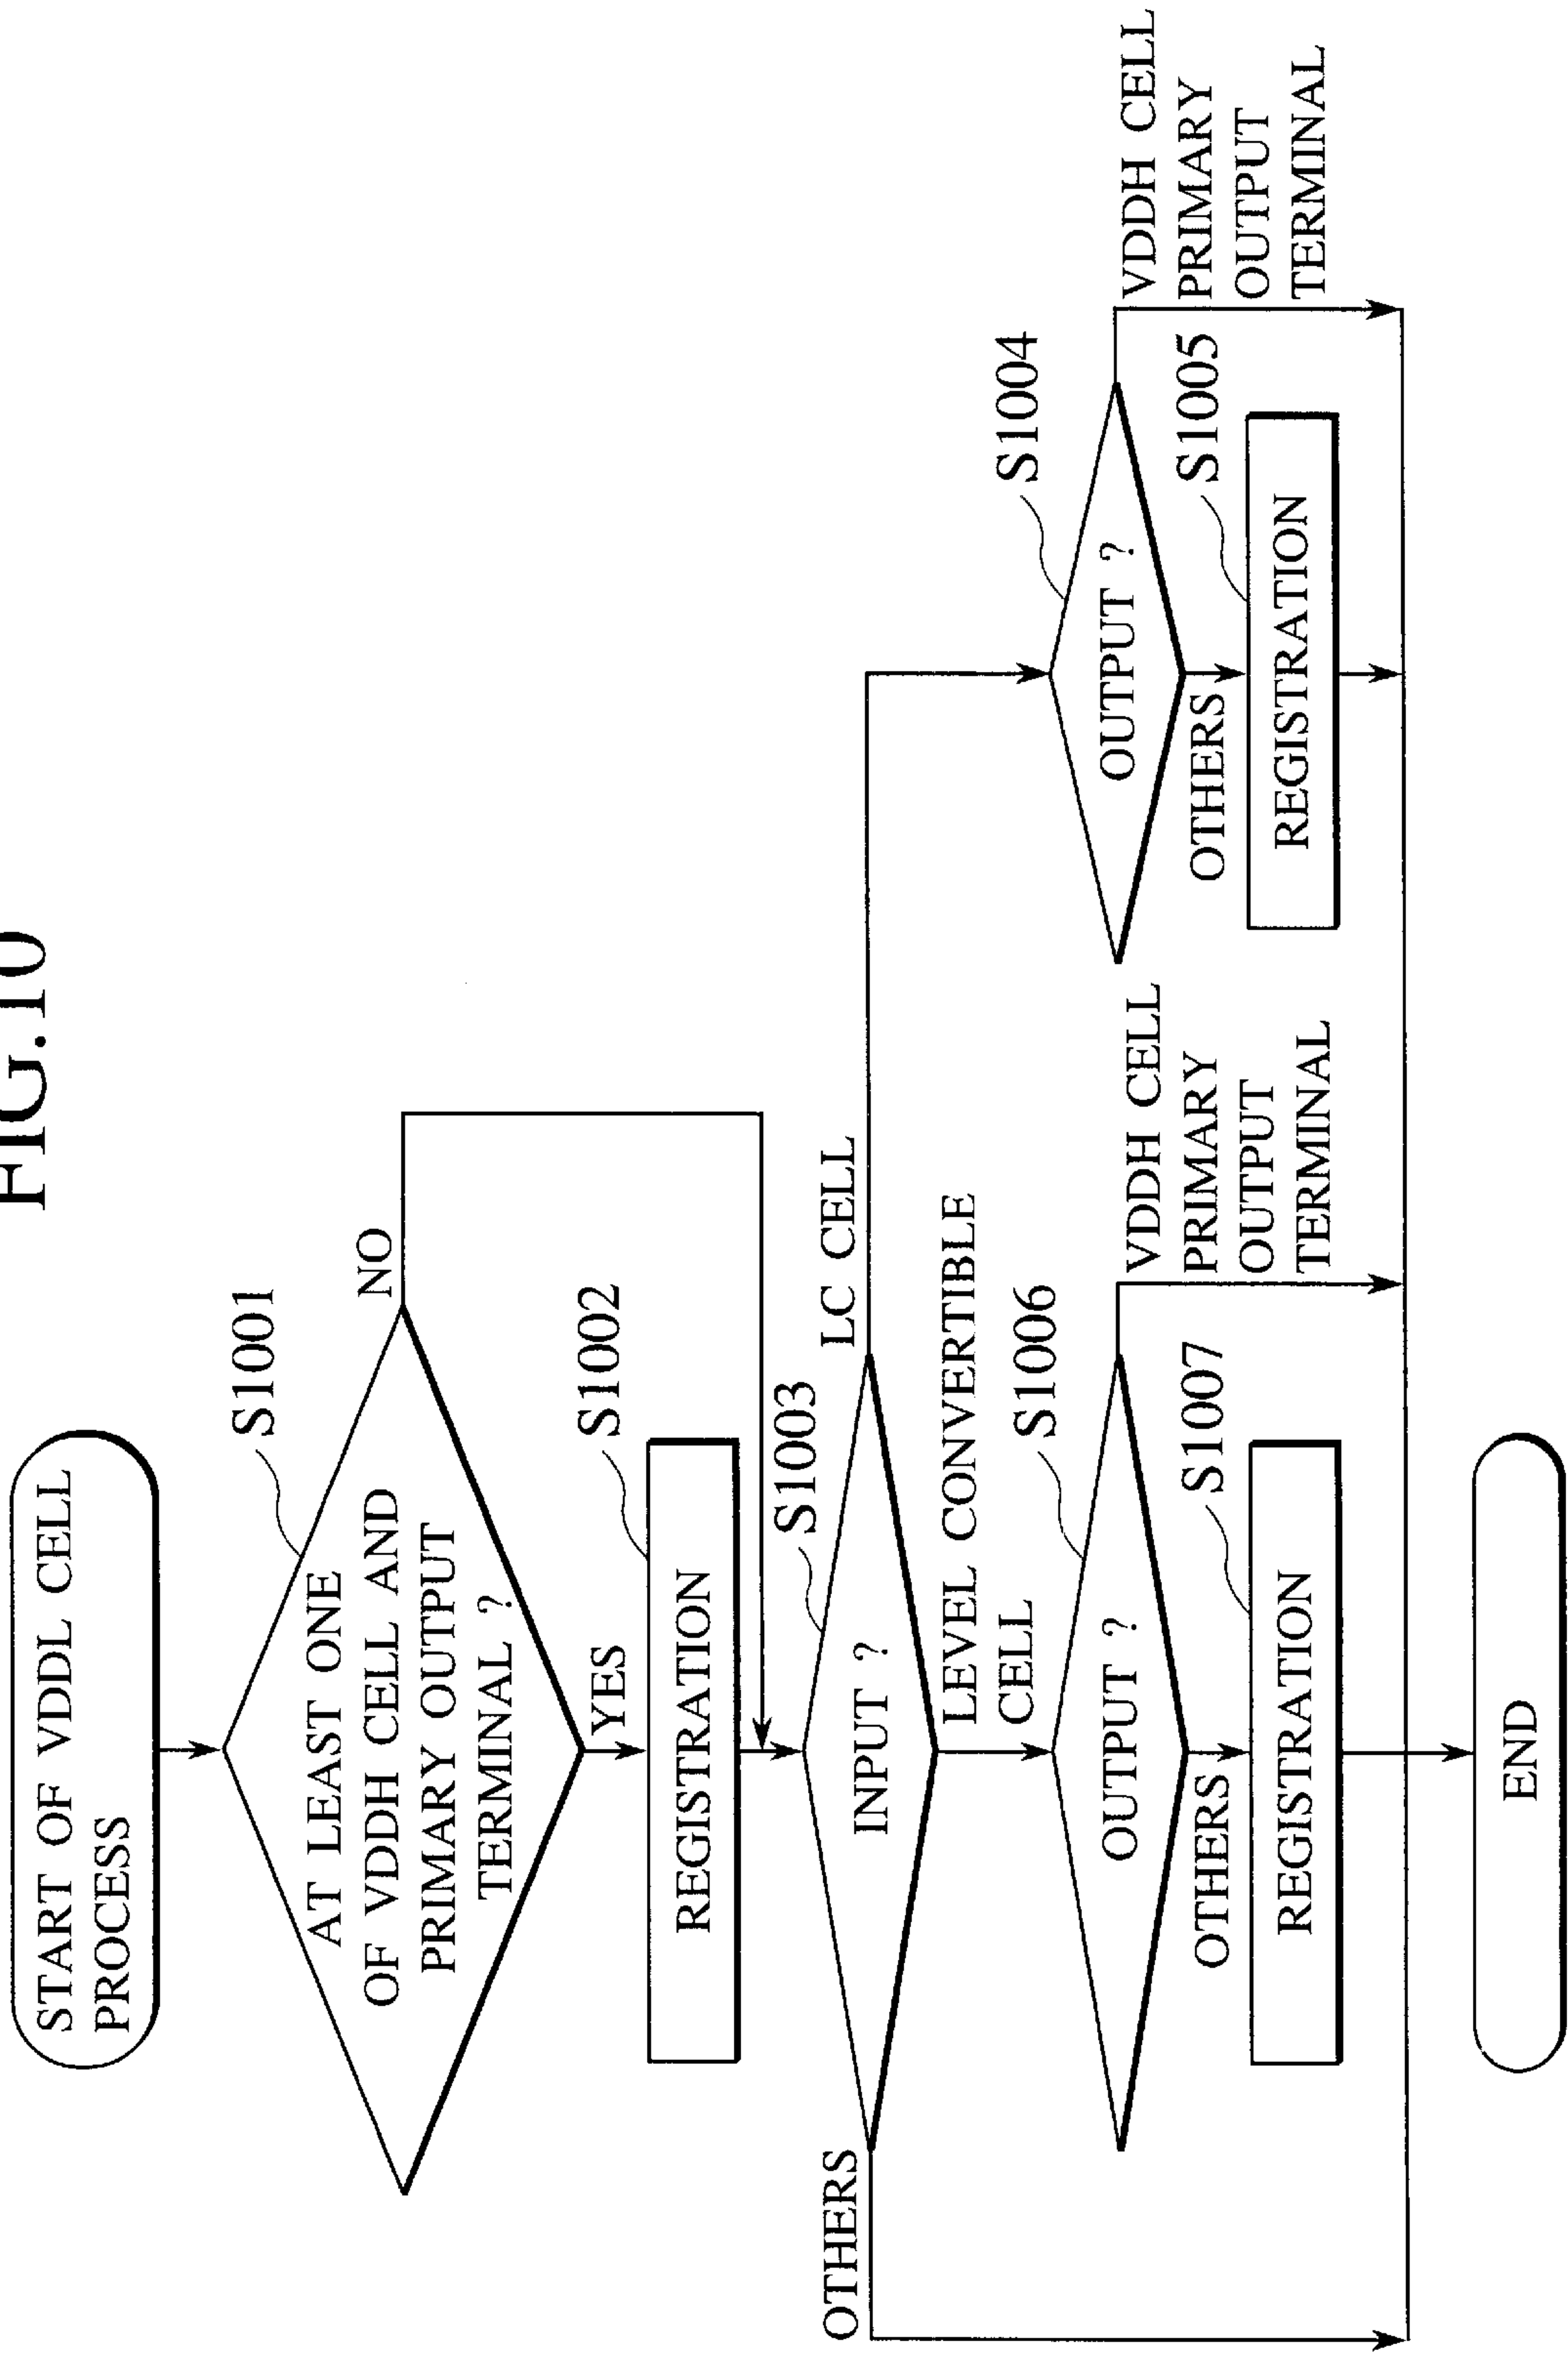 FIG.10
START OF VDDL CELL
PROCESS
S1001
AT LEAST ONE
OF VDDH CELL AND
PRIMARY OUTPUT
TERMINAL ?
NO
YES
S1002
REGISTRATION
S1003
INPUT ?
OTHERS
LC CELL
LEVEL CONVERTIBLE
CELL
S1006
OUTPUT ?
VDDH CELL
PRIMARY
OUTPUT
TERMINAL
OTHERS
S1007
REGISTRATION
S1004
OUTPUT ?
VDDH CELL
PRIMARY
OUTPUT
TERMINAL
OTHERS
S1005
REGISTRATION
END